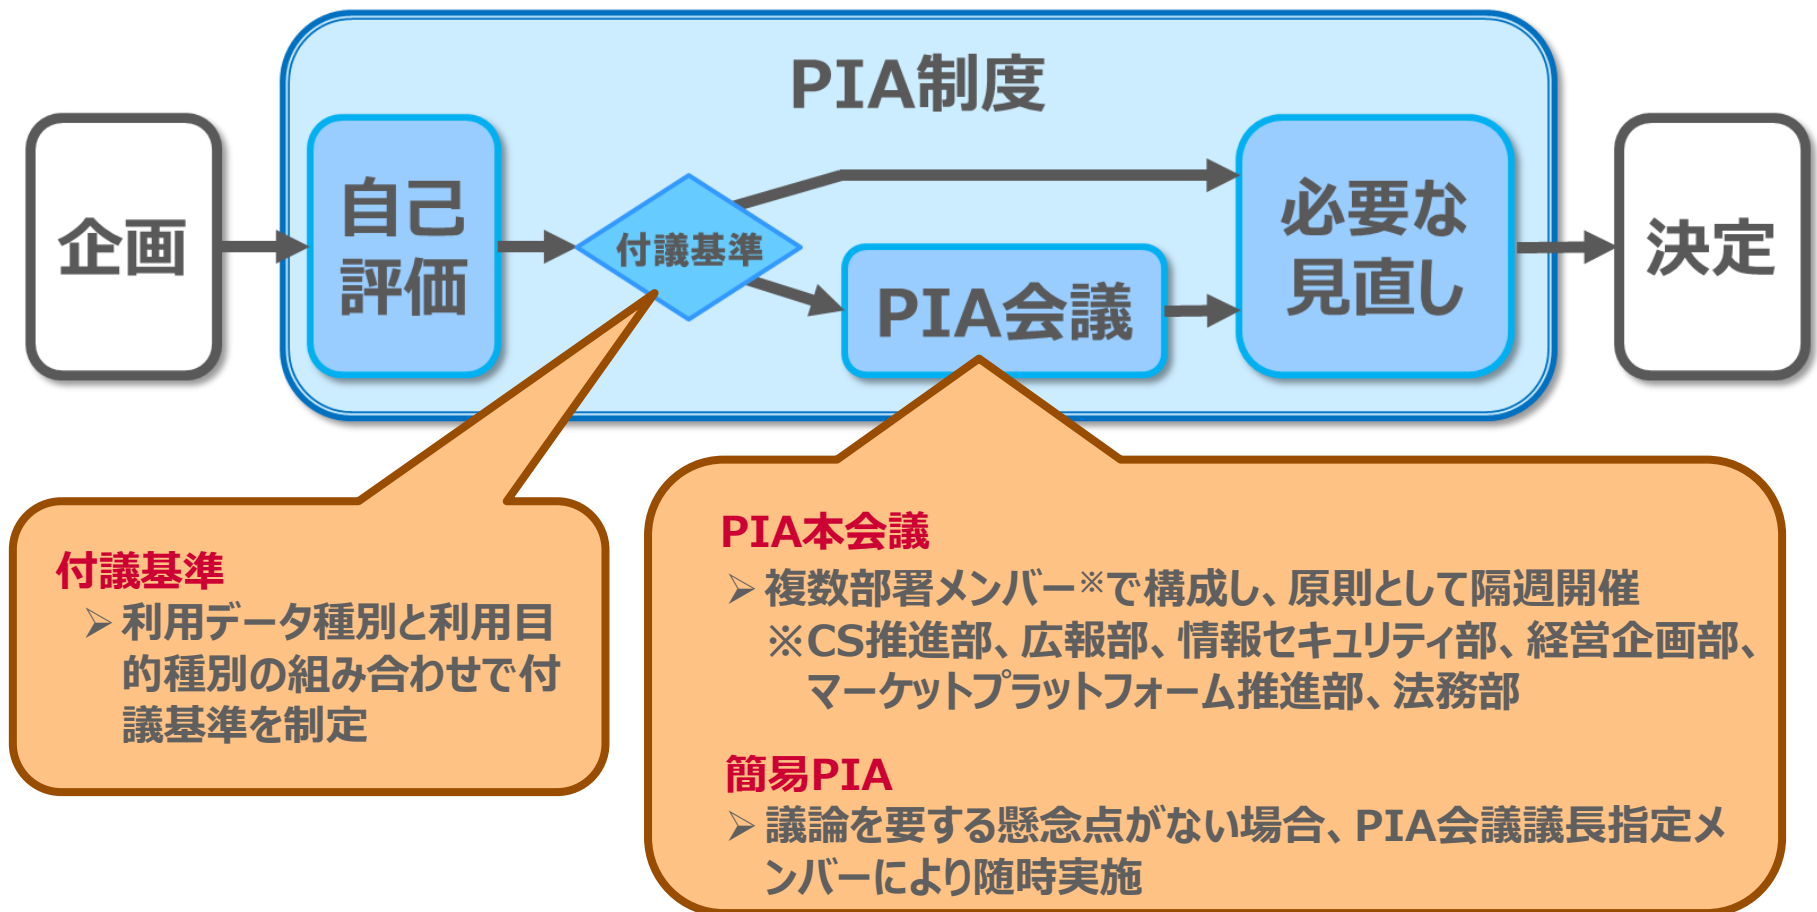 PIA制度
企画
自己
評価
付議基準
PIA会議
必要な
見直し
決定
付議基準
➢ 利用データ種別と利用目
的種別の組み合わせで付
議基準を制定
PIA本会議
➢ 複数部署メンバー※で構成し、原則として隔週開催
※CS推進部、広報部、情報セキュリティ部、経営企画部、
マーケットプラットフォーム推進部、法務部
簡易PIA
➢ 議論を要する懸念点がない場合、PIA会議議長指定メ
ンバーにより随時実施